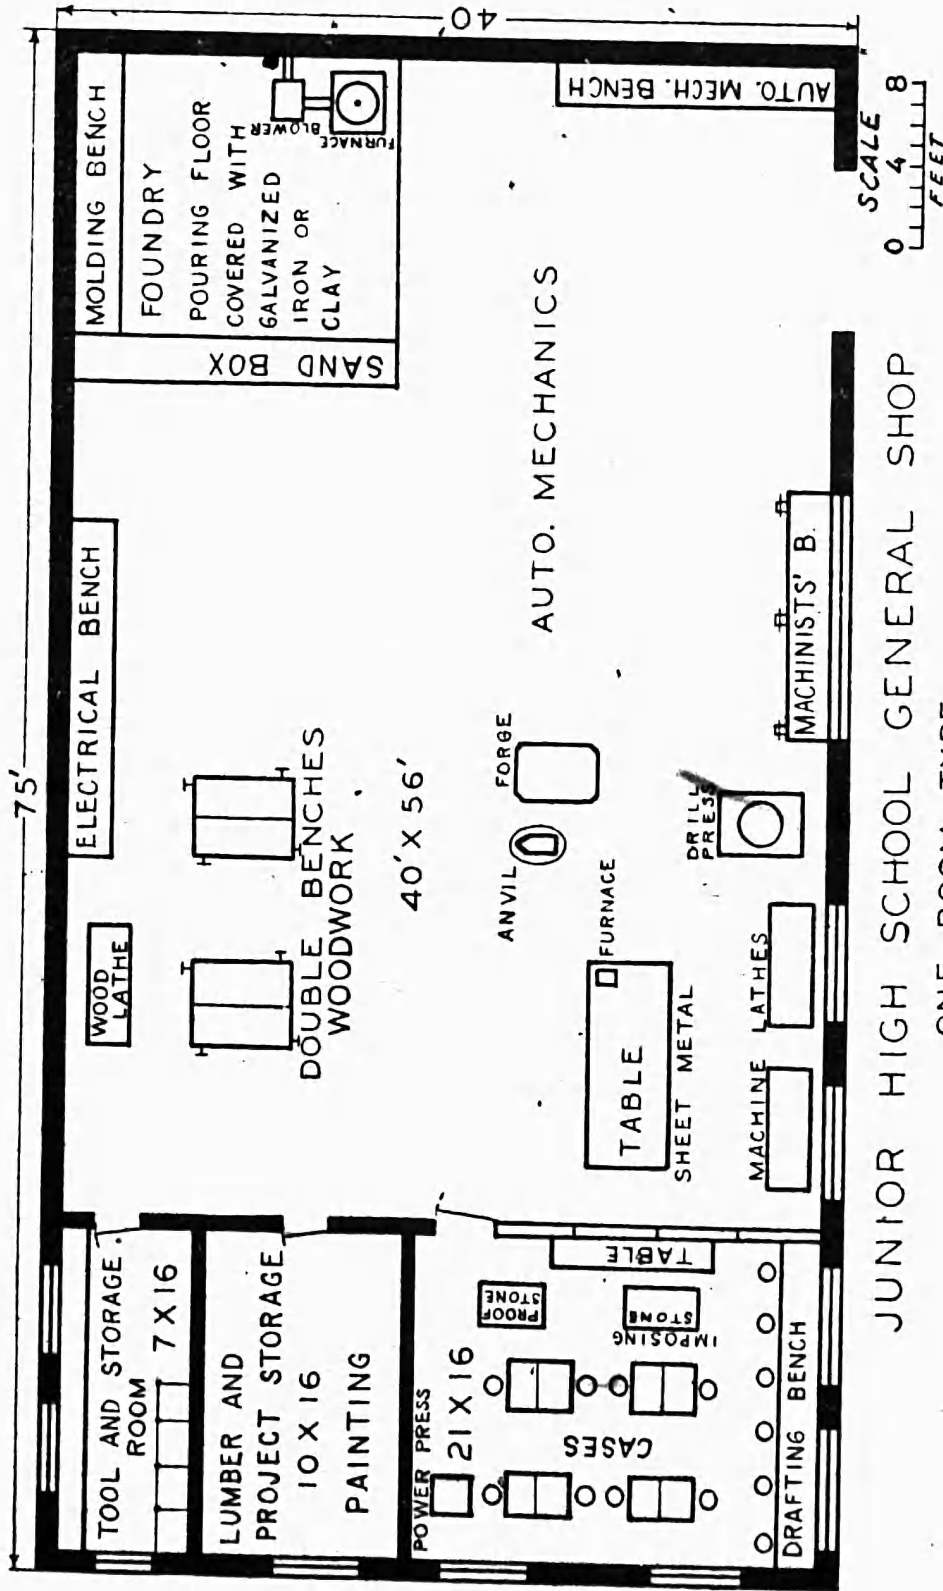 75'
40'
TOOL AND STORAGE
ROOM
7 X 16
LUMBER AND
PROJECT STORAGE
10 X 16
PAINTING
POWER PRESS
21 X 16
CASES
PROOF
STONE
IMPOSING
STONE
TABLE
DRAFTING BENCH
WOOD
LATHE
ELECTRICAL BENCH
DOUBLE BENCHES
WOODWORK
40' X 56'
MOLDING BENCH
FOUNDRY
POURING FLOOR
COVERED WITH
GALVANIZED
IRON OR
CLAY
SAND BOX
BLOWER
FURNACE
ANVIL
FORGE
AUTO. MECHANICS
AUTO. MECH. BENCH
TABLE
FURNACE
SHEET METAL
DRILL
PRESS
MACHINE LATHES
MACHINISTS' B.
SCALE
0 4 8
FEET
JUNIOR HIGH SCHOOL GENERAL SHOP
ONE ROOM TYPE